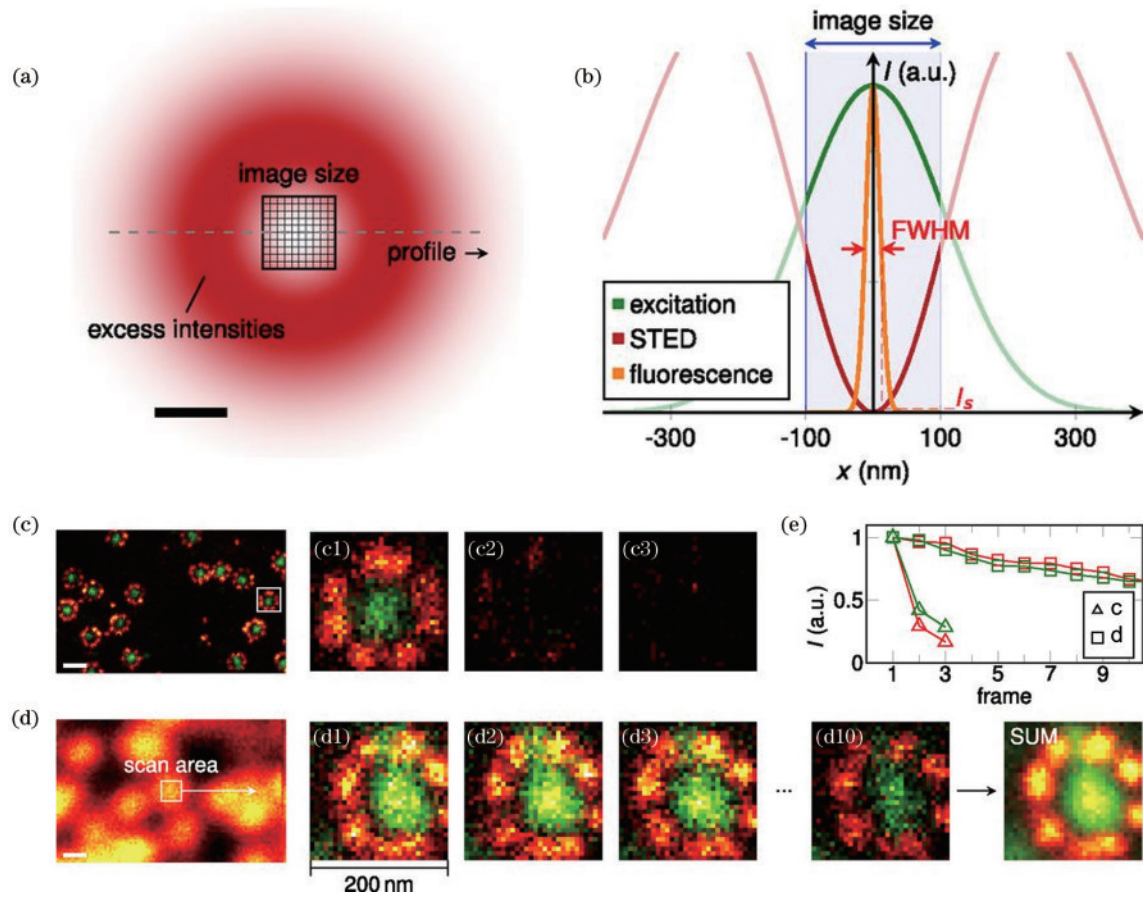 (a)
image size
profile →
excess intensities
(b)
image size
I (a.u.)
FWHM
excitation
STED
fluorescence
Is
-300 -100 100 300
x (nm)
(c)
(c1)
(c2)
(c3)
(e)
I (a.u.)
1
0.5
0
c
d
1 3 5 7 9
frame
(d)
scan area
(d1)
(d2)
(d3)
...
(d10)
SUM
200 nm